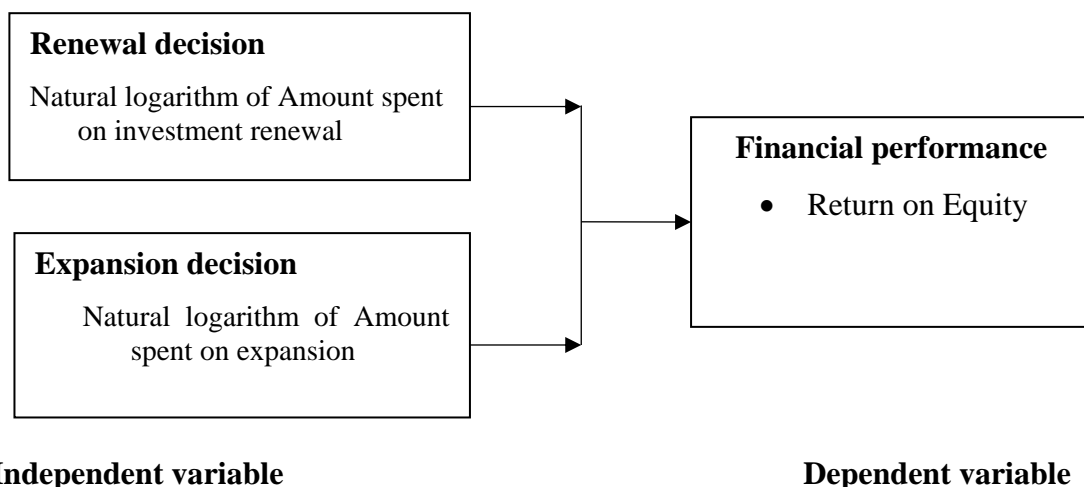 Renewal decision
Natural logarithm of Amount spent
on investment renewal
Financial performance
• Return on Equity
Expansion decision
Natural logarithm of Amount
spent on expansion
Independent variable
Dependent variable